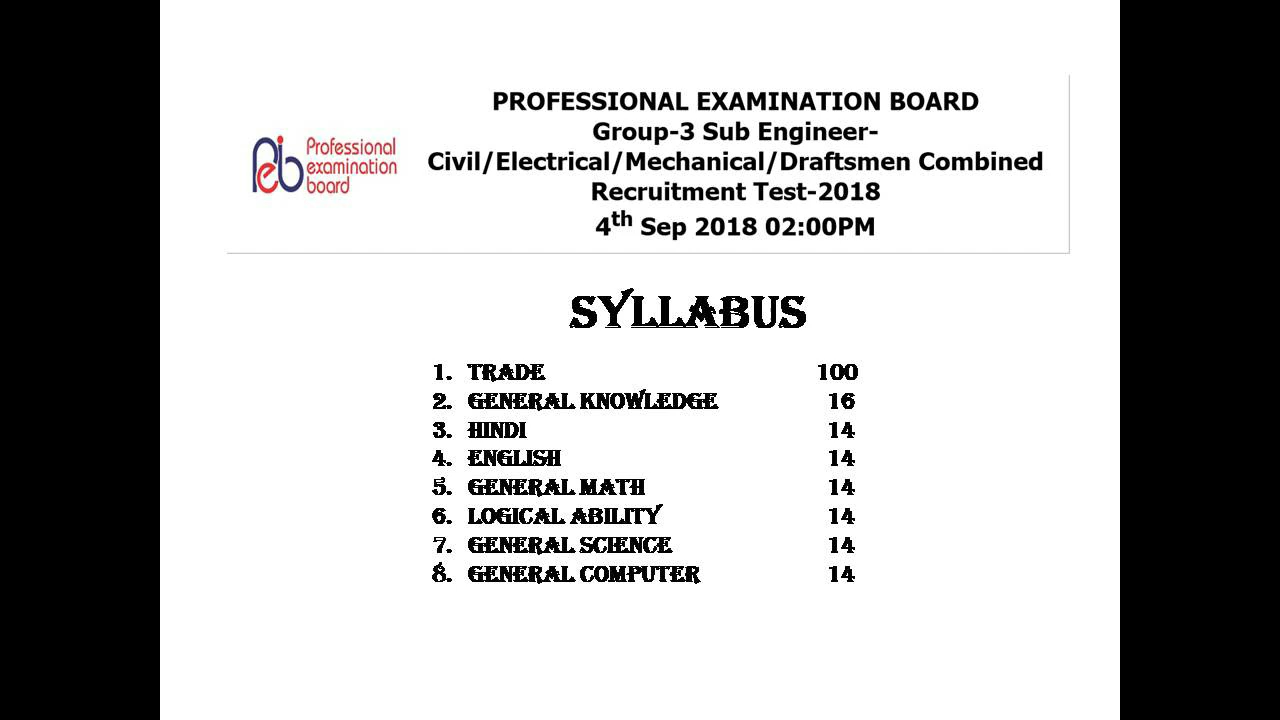 PROFESSIONAL EXAMINATION BOARD
Group-3 Sub Engineer-
Civil/Electrical/Mechanical/Draftsmen Combined
Recruitment Test-2018
4th Sep 2018 02:00PM
Peb Professional
examination
board
SYLLABUS
1. TRADE 100
2. GENERAL KNOWLEDGE 16
3. HINDI 14
4. ENGLISH 14
5. GENERAL MATH 14
6. LOGICAL ABILITY 14
7. GENERAL SCIENCE 14
8. GENERAL COMPUTER 14